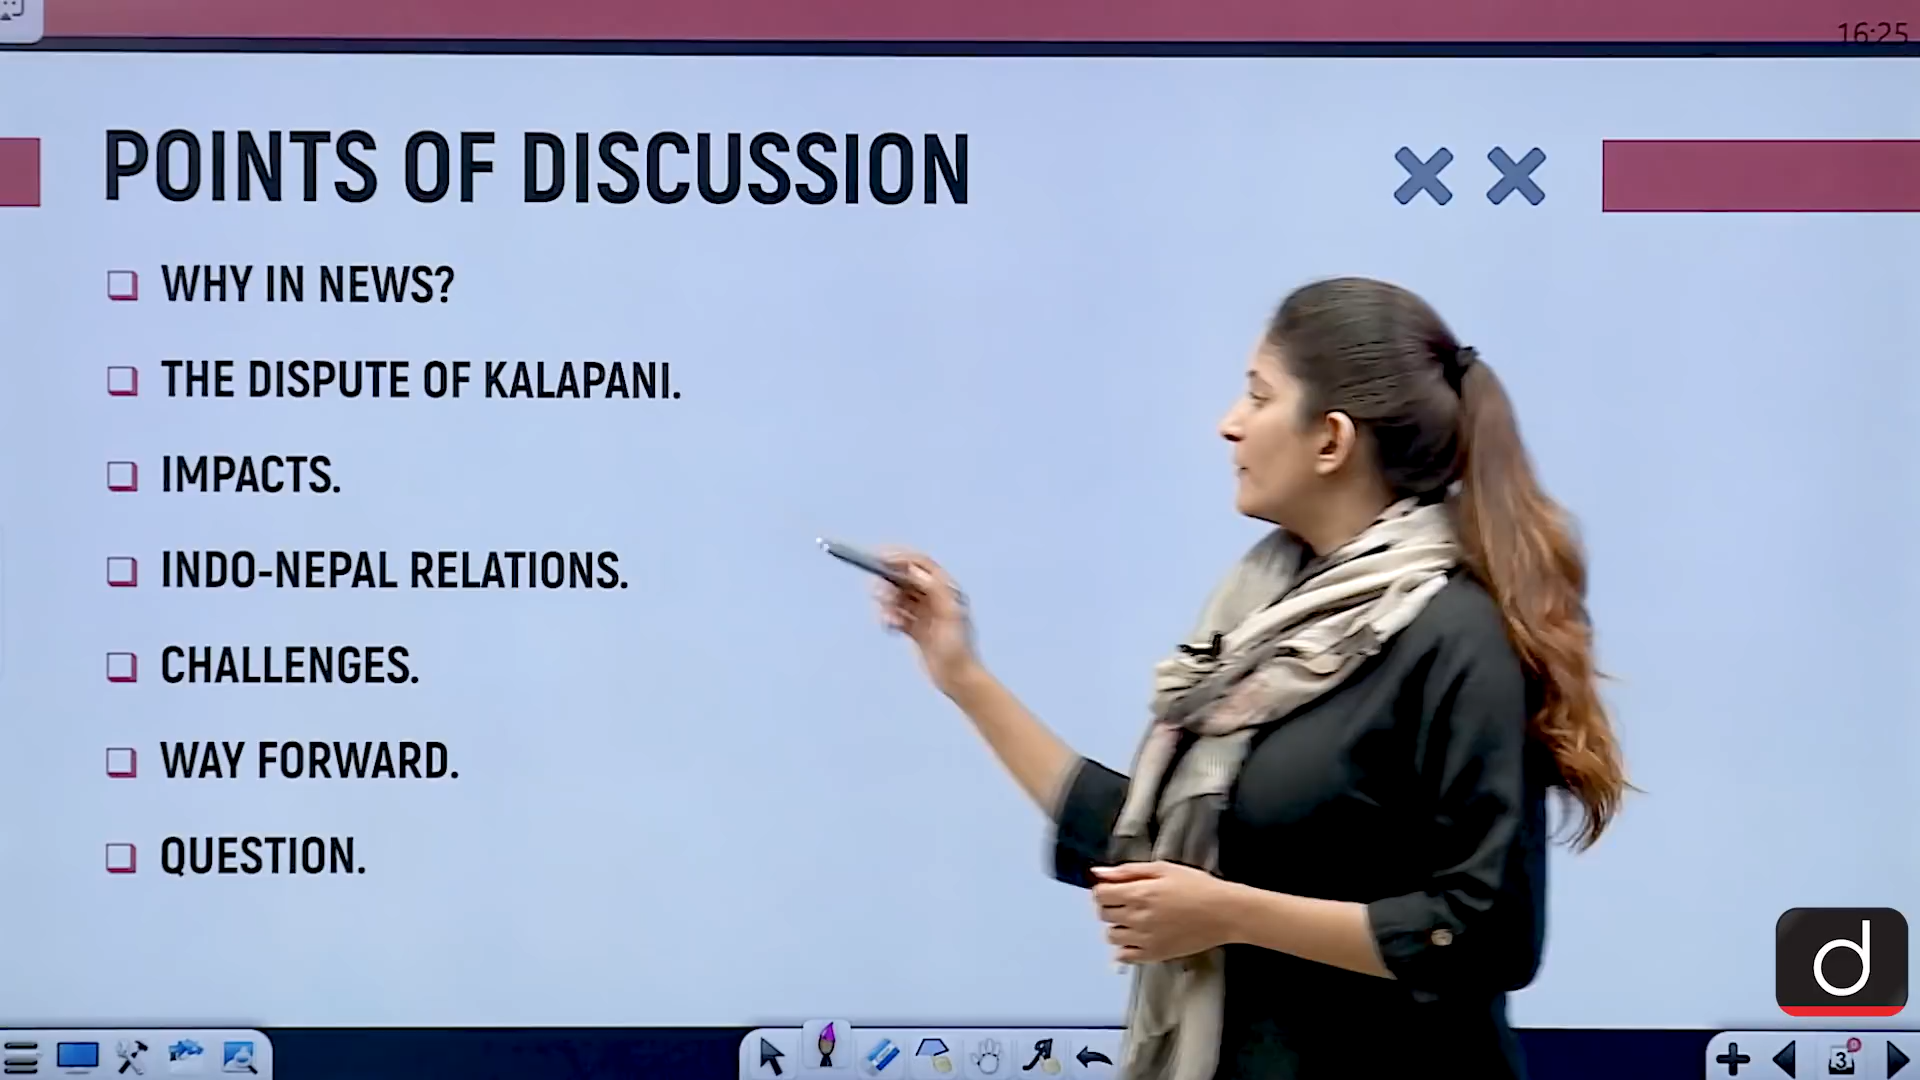 16:25
POINTS OF DISCUSSION
WHY IN NEWS?
THE DISPUTE OF KALAPANI.
IMPACTS.
INDO-NEPAL RELATIONS.
CHALLENGES.
WAY FORWARD.
QUESTION.
d
3